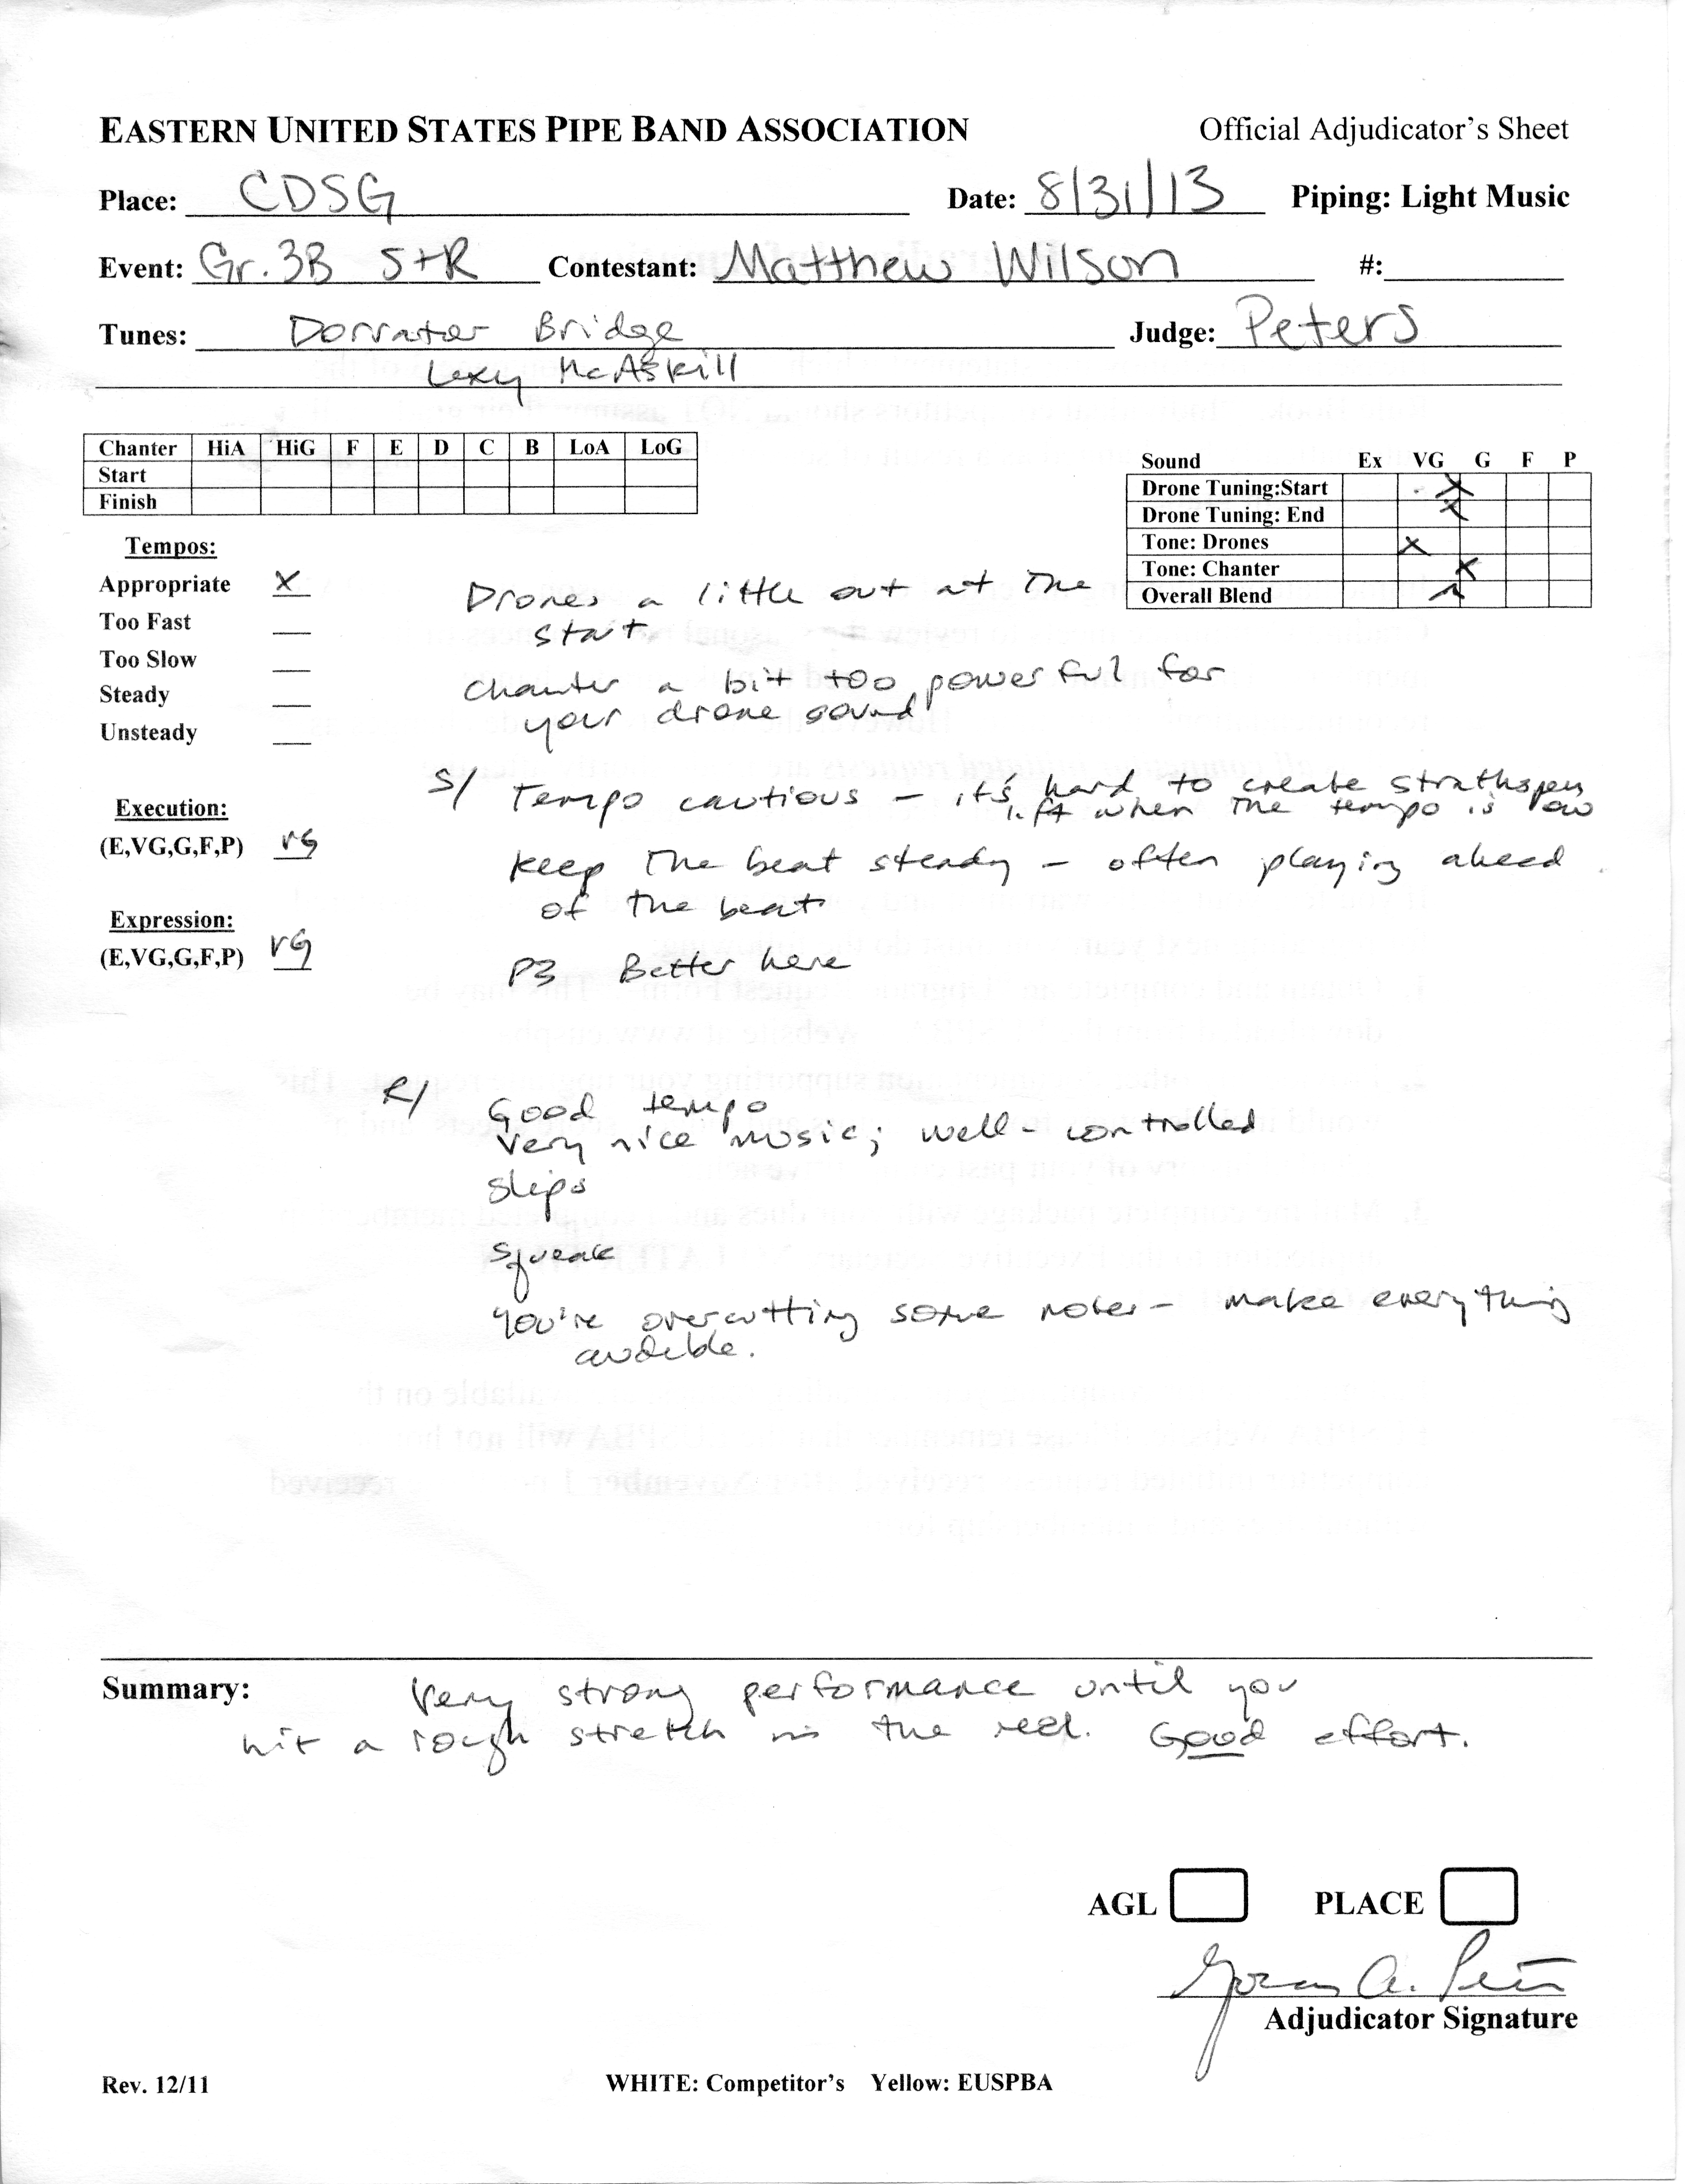 EASTERN UNITED STATES PIPE BAND ASSOCIATION Official Adjudicator's Sheet
Place: CDSG Date: 8/31/13 Piping: Light Music
Event: Gr. 3B S+R Contestant: Matthew Wilson #:
Tunes: Dorrator Bridge Judge: Peters
Lexy McAskill
Chanter HiA HiG F E D C B LoA LoG
Start
Finish
Sound Ex VG G F P
Drone Tuning:Start X
Drone Tuning: End X
Tone: Drones X
Tone: Chanter X
Overall Blend
Tempos:
Appropriate X
Too Fast
Too Slow
Steady
Unsteady
Execution:
(E,VG,G,F,P) VG
Expression:
(E,VG,G,F,P) VG
Drones a little out at the
start
Chanter a bit too powerful for
your drone sound
S/ Tempo cautious - it's hard to create strathspey
lift when the tempo is low
keep the beat steady - often playing ahead
of the beat
P3 Better here
R/ Good tempo
Very nice music; well-controlled
slips
squeak
You're overcutting some notes - make everything
audible.
Summary: Very strong performance until you
hit a rough stretch in the reel. Good effort.
AGL PLACE
Adjudicator Signature
Rev. 12/11 WHITE: Competitor's Yellow: EUSPBA